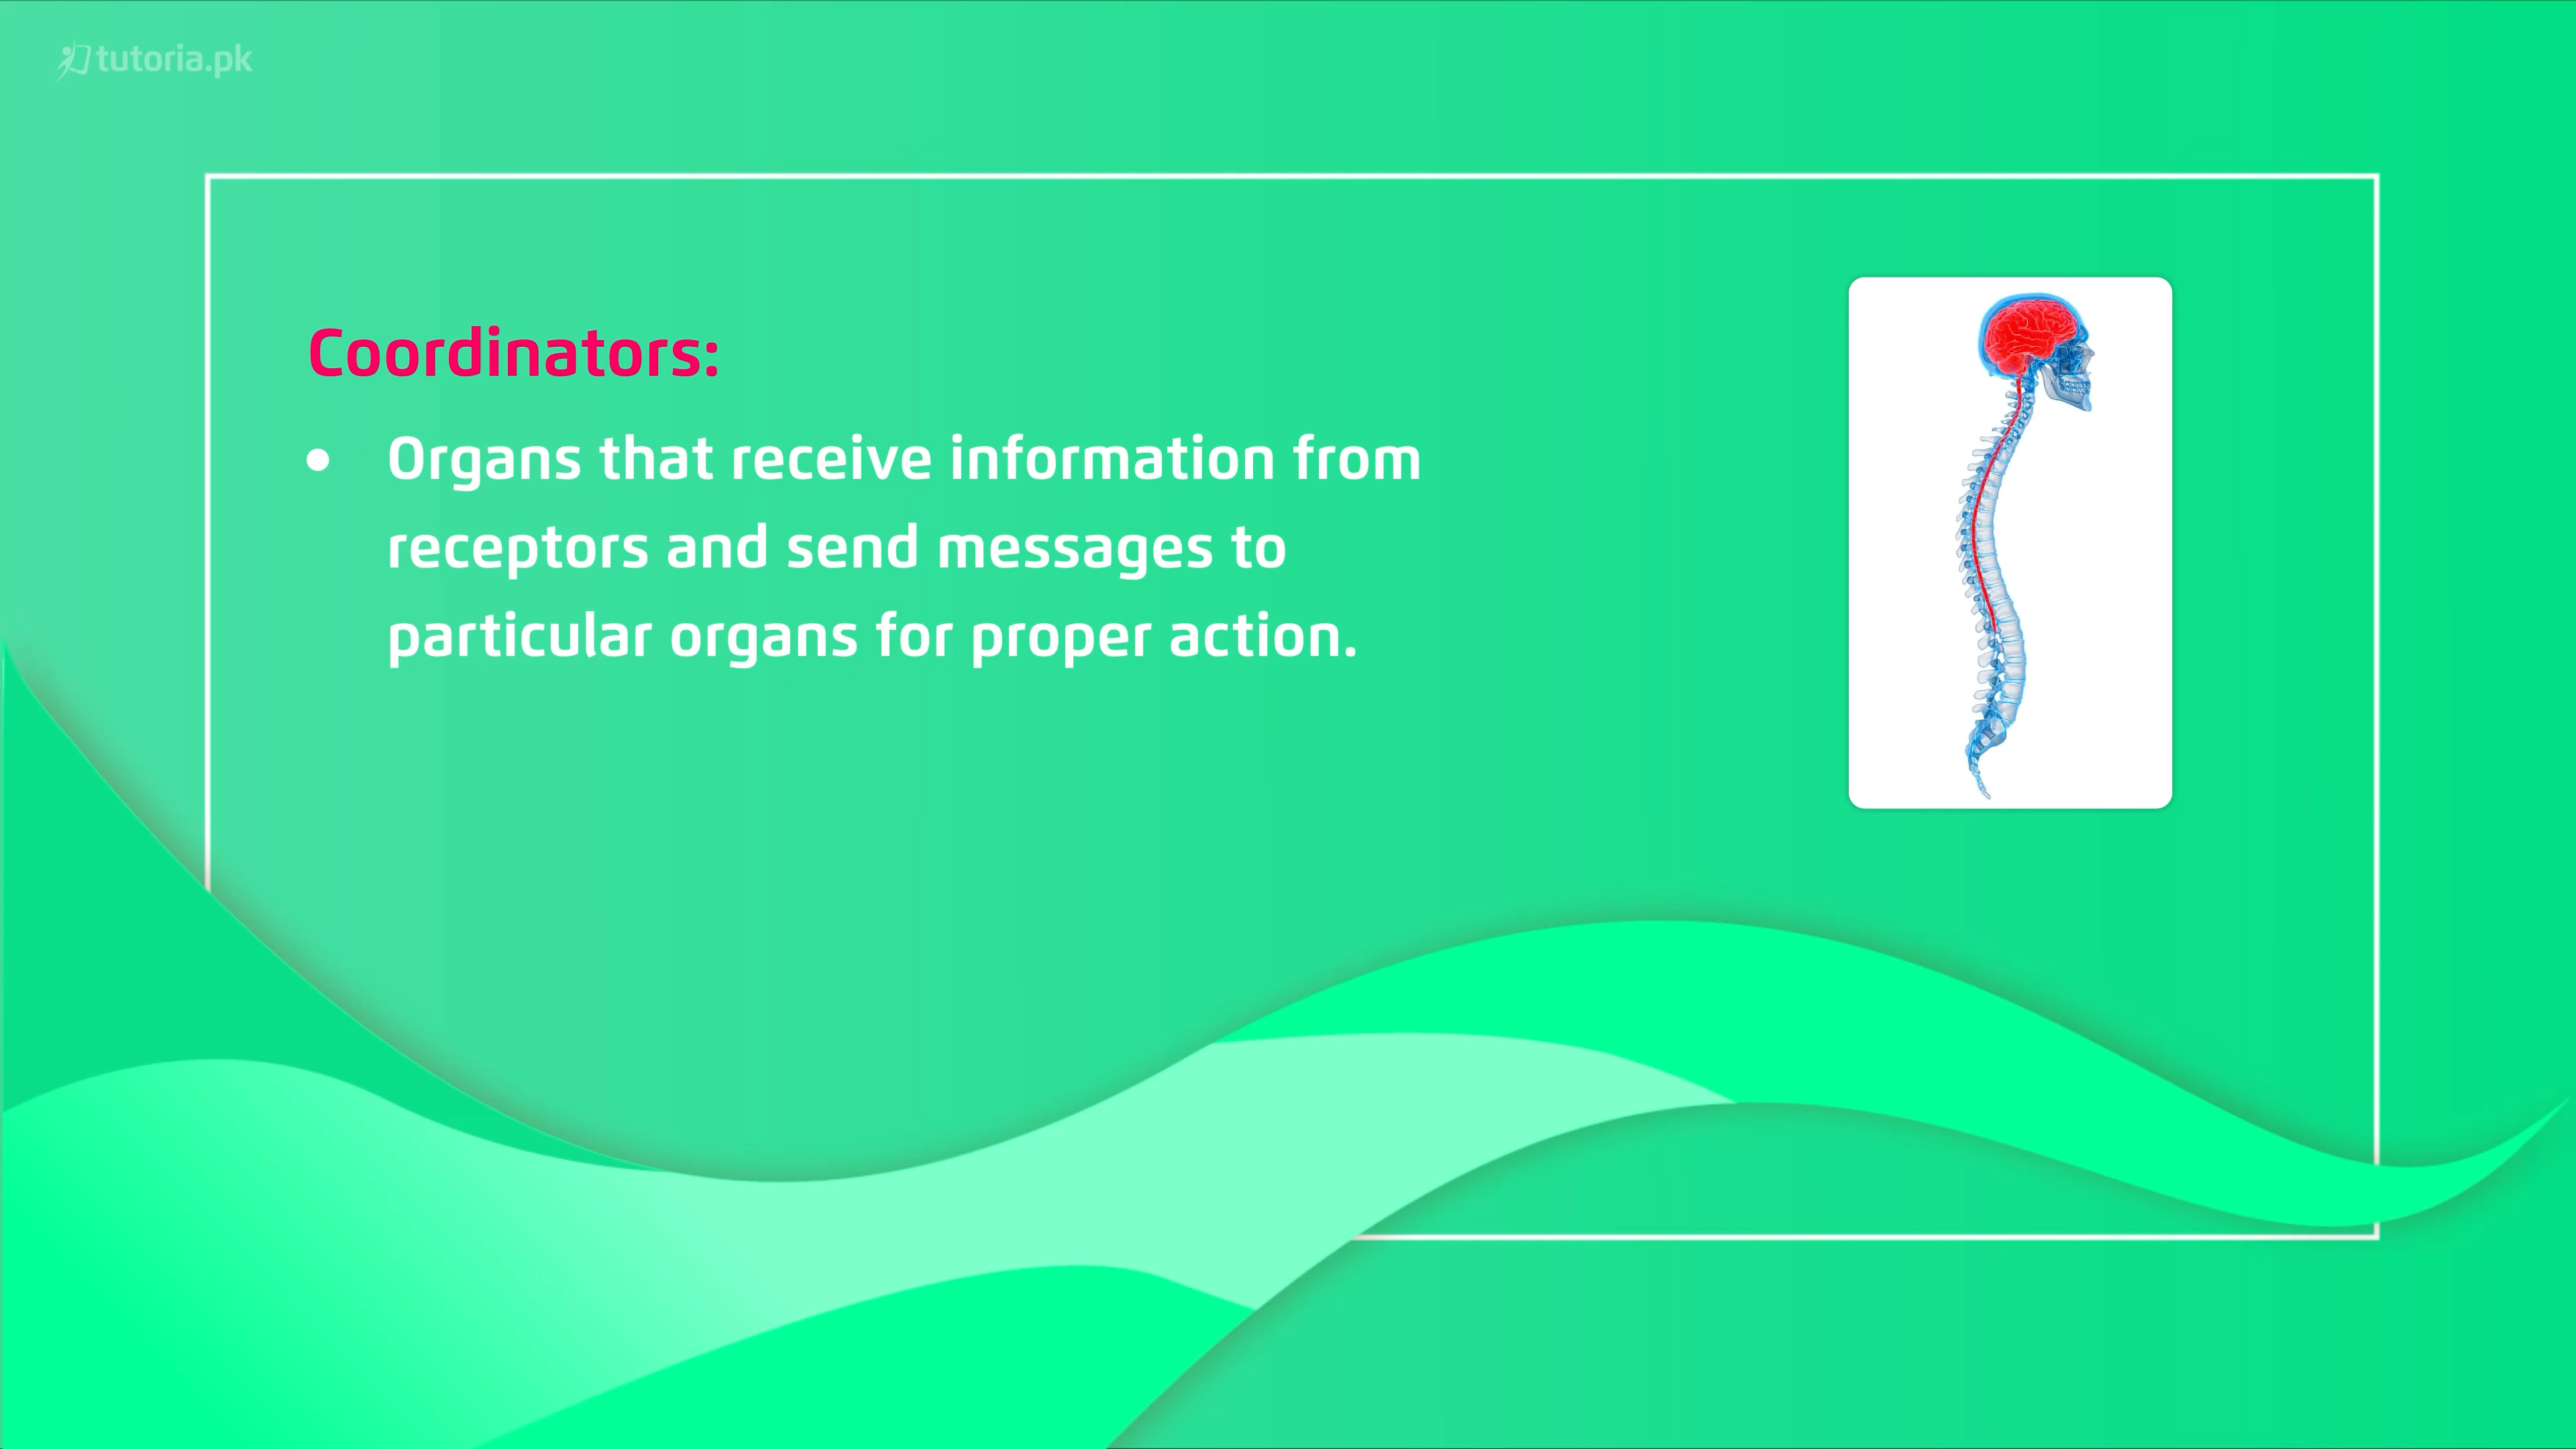 tutoria.pk
Coordinators:
• Organs that receive information from
receptors and send messages to
particular organs for proper action.